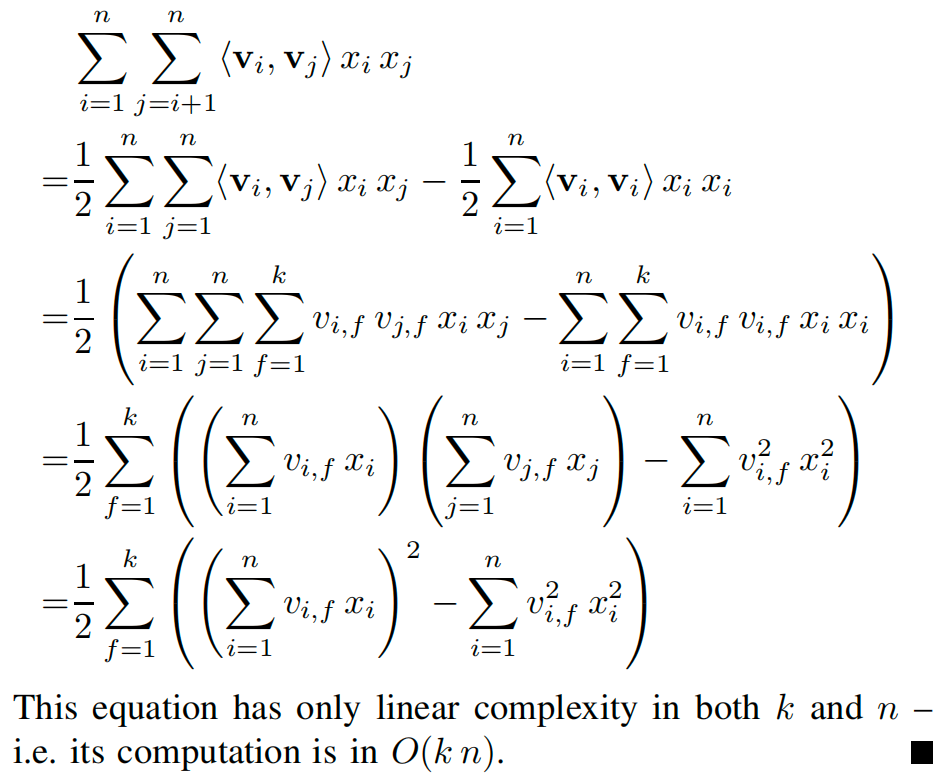 $\sum_{i=1}^{n} \sum_{j=i+1}^{n} \langle \mathbf{v}_i, \mathbf{v}_j \rangle \, x_i \, x_j$
$= \frac{1}{2} \sum_{i=1}^{n} \sum_{j=1}^{n} \langle \mathbf{v}_i, \mathbf{v}_j \rangle \, x_i \, x_j - \frac{1}{2} \sum_{i=1}^{n} \langle \mathbf{v}_i, \mathbf{v}_i \rangle \, x_i \, x_i$
$= \frac{1}{2} \left( \sum_{i=1}^{n} \sum_{j=1}^{n} \sum_{f=1}^{k} v_{i,f} \, v_{j,f} \, x_i \, x_j - \sum_{i=1}^{n} \sum_{f=1}^{k} v_{i,f} \, v_{i,f} \, x_i \, x_i \right)$
$= \frac{1}{2} \sum_{f=1}^{k} \left( \left( \sum_{i=1}^{n} v_{i,f} \, x_i \right) \left( \sum_{j=1}^{n} v_{j,f} \, x_j \right) - \sum_{i=1}^{n} v_{i,f}^2 \, x_i^2 \right)$
$= \frac{1}{2} \sum_{f=1}^{k} \left( \left( \sum_{i=1}^{n} v_{i,f} \, x_i \right)^2 - \sum_{i=1}^{n} v_{i,f}^2 \, x_i^2 \right)$
This equation has only linear complexity in both $k$ and $n$ –
i.e. its computation is in $O(k \, n)$. ■